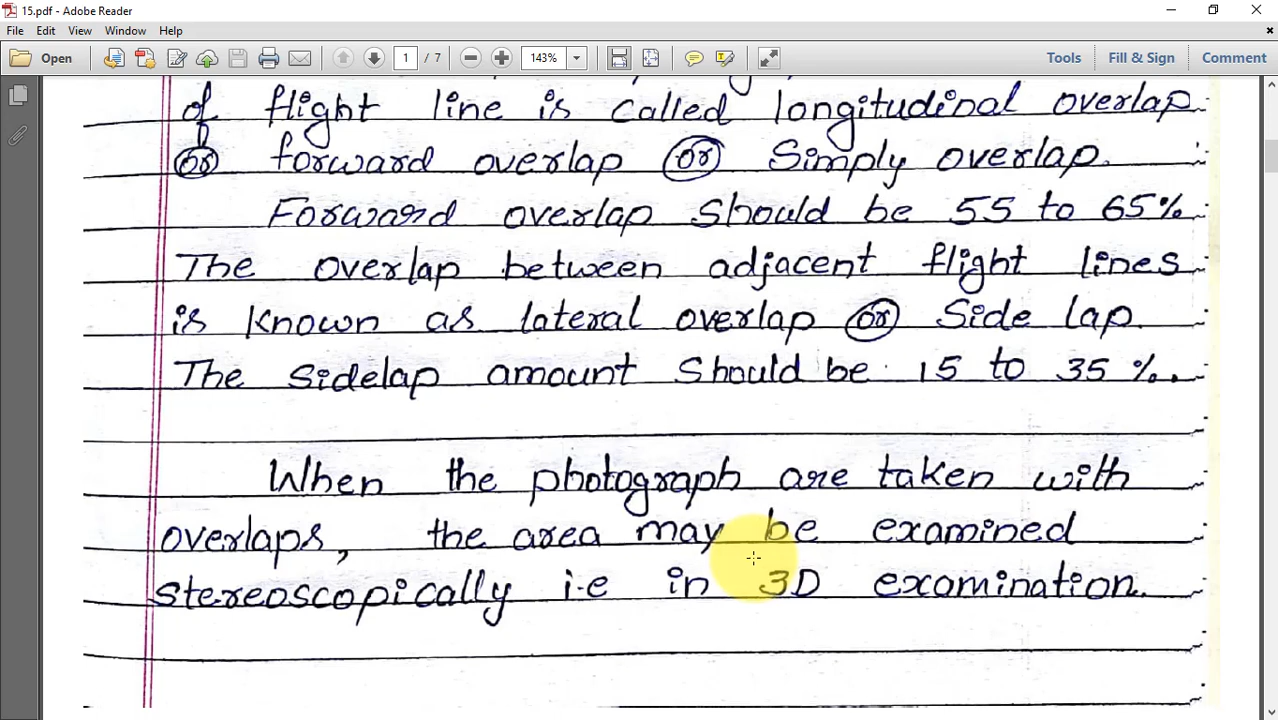 15.pdf - Adobe Reader
File Edit View Window Help
Open 1 / 7 143% Tools Fill & Sign Comment
of flight line is called longitudinal overlap
or forward overlap or Simply overlap.
Forward overlap Should be 55 to 65%
The overlap between adjacent flight lines
is known as lateral overlap or Side lap.
The Sidelap amount Should be 15 to 35 %.
When the photograph are taken with
overlaps, the area may be examined
stereoscopically i.e in 3D examination.